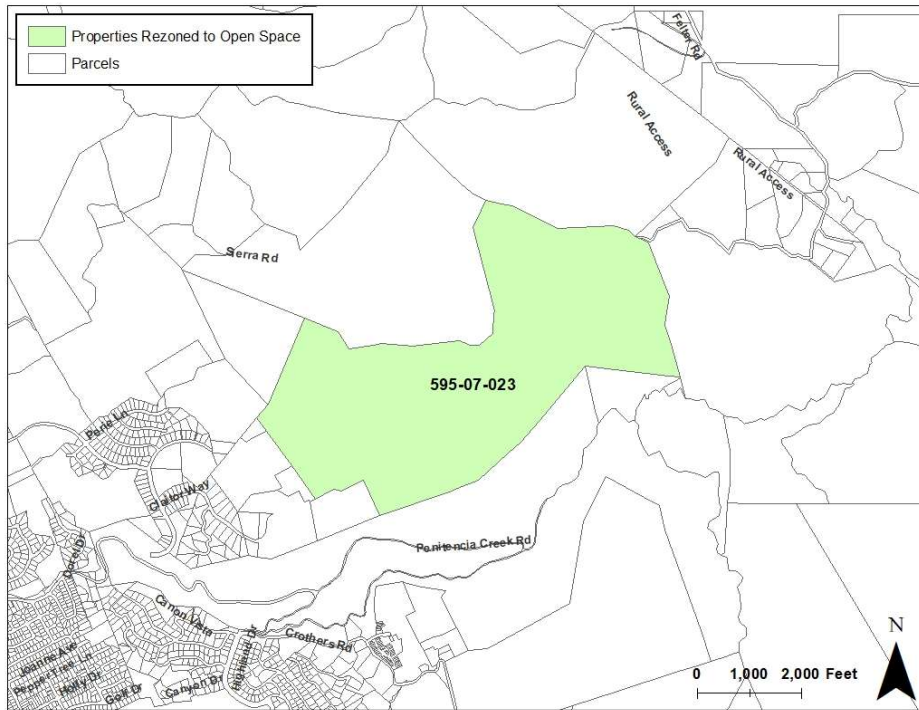 Properties Rezoned to Open Space
Parcels
Felter Rd
Rural Access
Rural Access
Sierra Rd
595-07-023
Perie Ln
Claitor Way
Dorel Dr
Penitencia Creek Rd
Canon Vista
Crothers Rd
Highland Dr
Joanne Ave
Pepper Tree Ln
Holly Dr
Golf Dr
Canyon Dr
N
0 1,000 2,000 Feet